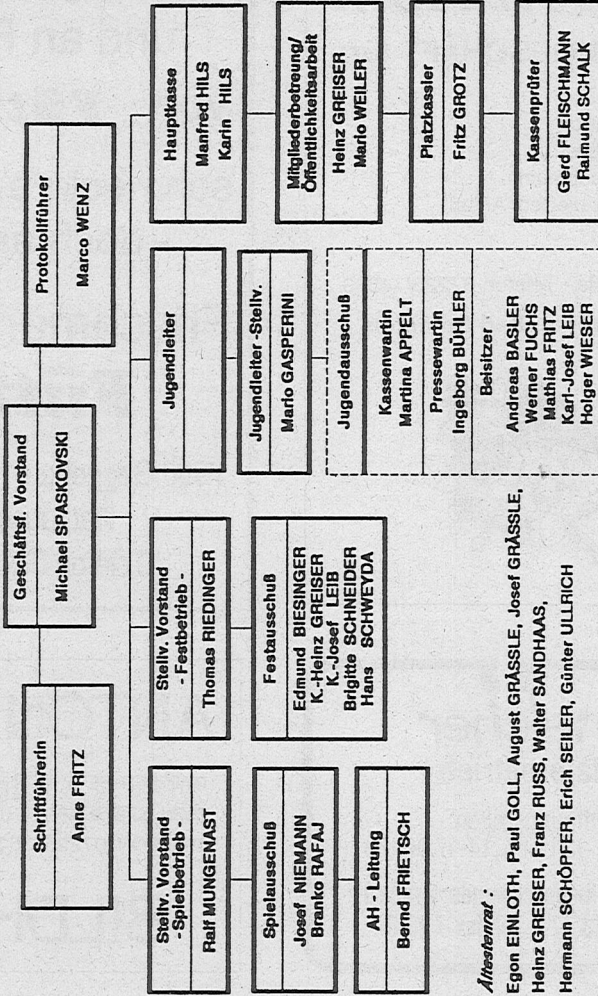 Geschäftsf. Vorstand
Michael SPASKOVSKI
Schriftführerin
Anne FRITZ
Protokollführer
Marco WENZ
Stellv. Vorstand
- Spielbetrieb -
Ralf MUNGENAST
Spielausschuß
Josef NIEMANN
Branko RAFAJ
AH - Leitung
Bernd FRIETSCH
Stellv. Vorstand
- Festbetrieb -
Thomas RIEDINGER
Festausschuß
Edmund BIESINGER
K.-Heinz GREISER
K.-Josef LEIB
Brigitte SCHNEIDER
Hans SCHWEYDA
Jugendleiter
Jugendleiter -Stellv.
Mario GASPERINI
Jugendausschuß
Kassenwartin
Martina APPELT
Pressewartin
Ingeborg BÜHLER
Beisitzer
Andreas BASLER
Werner FUCHS
Mathias FRITZ
Karl-Josef LEIB
Holger WIESER
Hauptkasse
Manfred HILS
Karin HILS
Mitgliederbetreung/
Öffentlichkeitsarbeit
Heinz GREISER
Mario WEILER
Platzkassier
Fritz GROTZ
Kassenprüfer
Gerd FLEISCHMANN
Raimund SCHALK
Ältestenrat :
Egon EINLOTH, Paul GOLL, August GRÄSSLE, Josef GRÄSSLE,
Heinz GREISER, Franz RUSS, Walter SANDHAAS,
Hermann SCHÖPFER, Erich SEILER, Günter ULLRICH